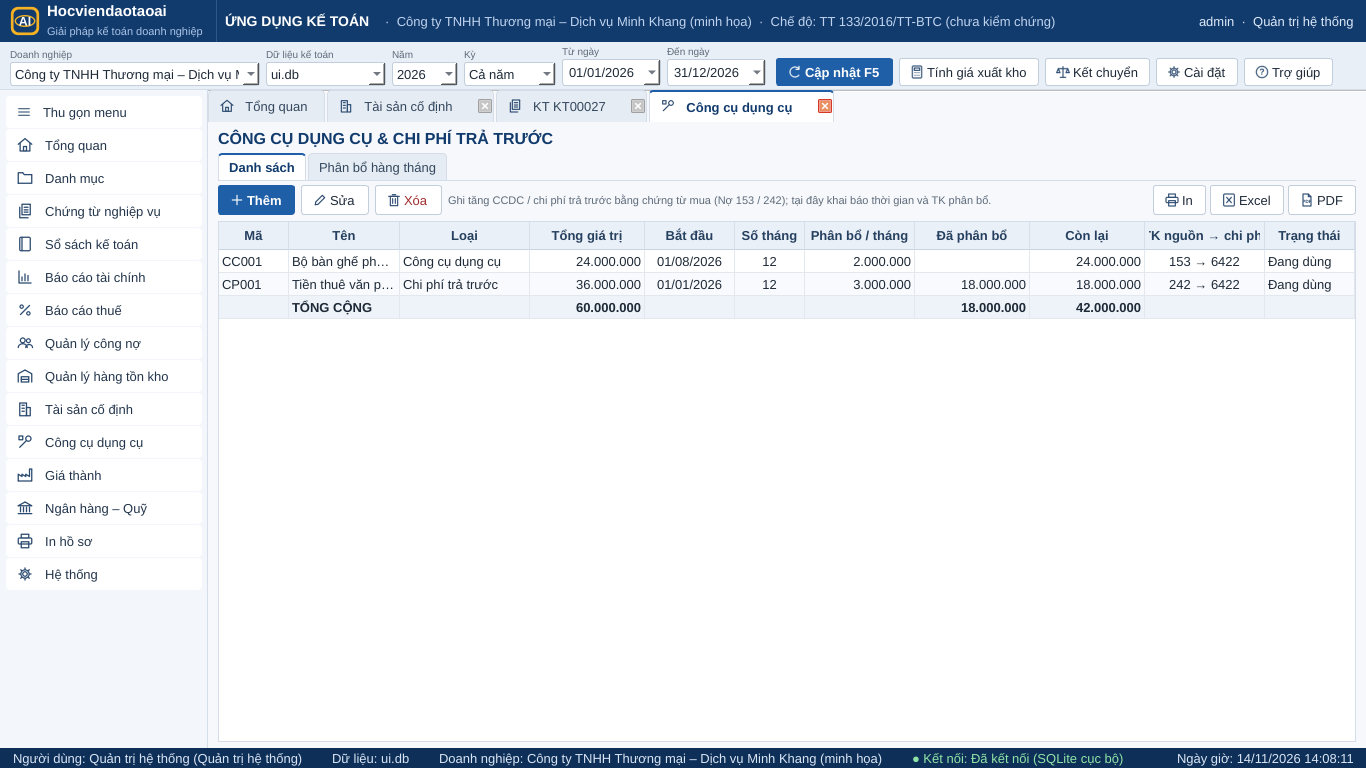 AI
Hocviendaotaoai
Giải pháp kế toán doanh nghiệp
ỨNG DỤNG KẾ TOÁN · Công ty TNHH Thương mại – Dịch vụ Minh Khang (minh họa) · Chế độ: TT 133/2016/TT-BTC (chưa kiểm chứng)
admin · Quản trị hệ thống
Doanh nghiệp Dữ liệu kế toán Năm Kỳ Từ ngày Đến ngày
Công ty TNHH Thương mại – Dịch vụ ui.db 2026 Cả năm 01/01/2026 31/12/2026 Cập nhật F5 Tính giá xuất kho Kết chuyển Cài đặt Trợ giúp
Thu gọn menu
Tổng quan
Danh mục
Chứng từ nghiệp vụ
Sổ sách kế toán
Báo cáo tài chính
Báo cáo thuế
Quản lý công nợ
Quản lý hàng tồn kho
Tài sản cố định
Công cụ dụng cụ
Giá thành
Ngân hàng – Quỹ
In hồ sơ
Hệ thống
Tổng quan Tài sản cố định KT KT00027 Công cụ dụng cụ
CÔNG CỤ DỤNG CỤ & CHI PHÍ TRẢ TRƯỚC
Danh sách Phân bổ hàng tháng
Thêm Sửa Xóa Ghi tăng CCDC / chi phí trả trước bằng chứng từ mua (Nợ 153 / 242); tại đây khai báo thời gian và TK phân bổ. In Excel PDF
Mã Tên Loại Tổng giá trị Bắt đầu Số tháng Phân bổ / tháng Đã phân bổ Còn lại K nguồn → chi ph Trạng thái
CC001 Bộ bàn ghế ph… Công cụ dụng cụ 24.000.000 01/08/2026 12 2.000.000 24.000.000 153 → 6422 Đang dùng
CP001 Tiền thuê văn p… Chi phí trả trước 36.000.000 01/01/2026 12 3.000.000 18.000.000 18.000.000 242 → 6422 Đang dùng
TỔNG CỘNG 60.000.000 18.000.000 42.000.000
Người dùng: Quản trị hệ thống (Quản trị hệ thống) Dữ liệu: ui.db Doanh nghiệp: Công ty TNHH Thương mại – Dịch vụ Minh Khang (minh họa) ● Kết nối: Đã kết nối (SQLite cục bộ) Ngày giờ: 14/11/2026 14:08:11